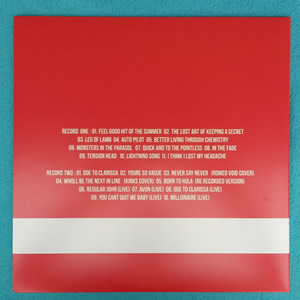 RECORD ONE : 01. FEEL GOOD HIT OF THE SUMMER 02. THE LOST ART OF KEEPING A SECRET
03. LEG OF LAMB 04. AUTO PILOT 05. BETTER LIVING THROUGH CHEMISTRY
06. MONSTERS IN THE PARASOL 07. QUICK AND TO THE POINTLESS 08. IN THE FADE
09. TENSION HEAD 10. LIGHTNING SONG 11. I THINK I LOST MY HEADACHE
RECORD TWO : 01. ODE TO CLARISSA 02. YOURE SO VAGUE 03. NEVER SAY NEVER (ROMEO VOID COVER)
04. WHO'LL BE THE NEXT IN LINE (KINKS COVER) 05. BORN TO HULA (RE RECORDED VERSION)
06. REGULAR JOHN (LIVE) 07. AVON (LIVE) 08. ODE TO CLARISSA (LIVE)
09. YOU CANT QUIT ME BABY (LIVE) 10. MILLIONAIRE (LIVE)